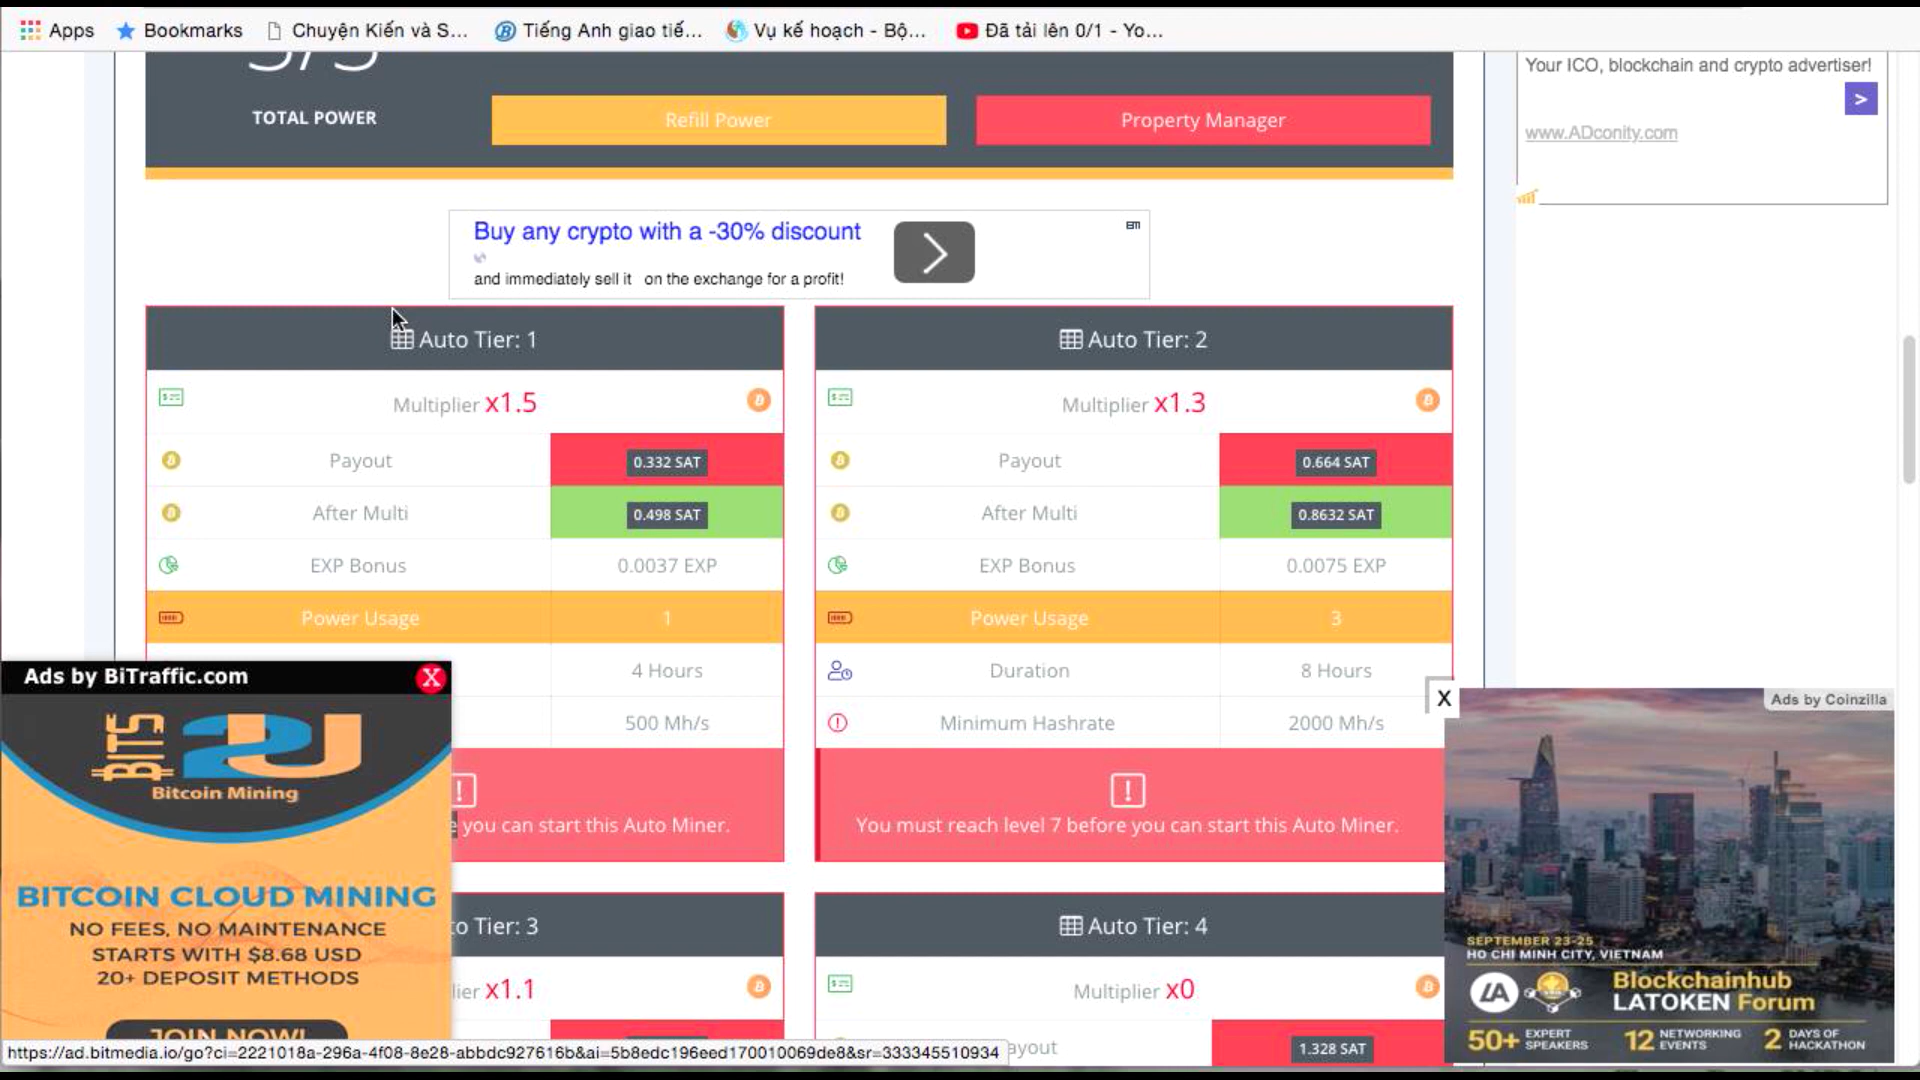 Apps
Bookmarks
Chuyện Kiến và S...
Tiếng Anh giao tiế...
Vụ kế hoạch - Bộ...
Đã tải lên 0/1 - Yo...
TOTAL POWER
Refill Power
Property Manager
Your ICO, blockchain and crypto advertiser!
>
www.ADconity.com
Buy any crypto with a -30% discount
and immediately sell it on the exchange for a profit!
Auto Tier: 1
Multiplier x1.5
Payout 0.332 SAT
After Multi 0.498 SAT
EXP Bonus 0.0037 EXP
Power Usage 1
4 Hours
500 Mh/s
you can start this Auto Miner.
Auto Tier: 2
Multiplier x1.3
Payout 0.664 SAT
After Multi 0.8632 SAT
EXP Bonus 0.0075 EXP
Power Usage 3
Duration 8 Hours
Minimum Hashrate 2000 Mh/s
You must reach level 7 before you can start this Auto Miner.
Ads by BiTraffic.com
X
BITS 2U
Bitcoin Mining
BITCOIN CLOUD MINING
NO FEES, NO MAINTENANCE
STARTS WITH $8.68 USD
20+ DEPOSIT METHODS
JOIN NOW!
to Tier: 3
lier x1.1
Auto Tier: 4
Multiplier x0
ayout 1.328 SAT
X
Ads by Coinzilla
SEPTEMBER 23-25
HO CHI MINH CITY, VIETNAM
LA
Blockchainhub
LATOKEN Forum
50+ EXPERT SPEAKERS
12 NETWORKING EVENTS
2 DAYS OF HACKATHON
https://ad.bitmedia.io/go?ci=2221018a-296a-4f08-8e28-abbdc927616b&ai=5b8edc196eed170010069de8&sr=333345510934